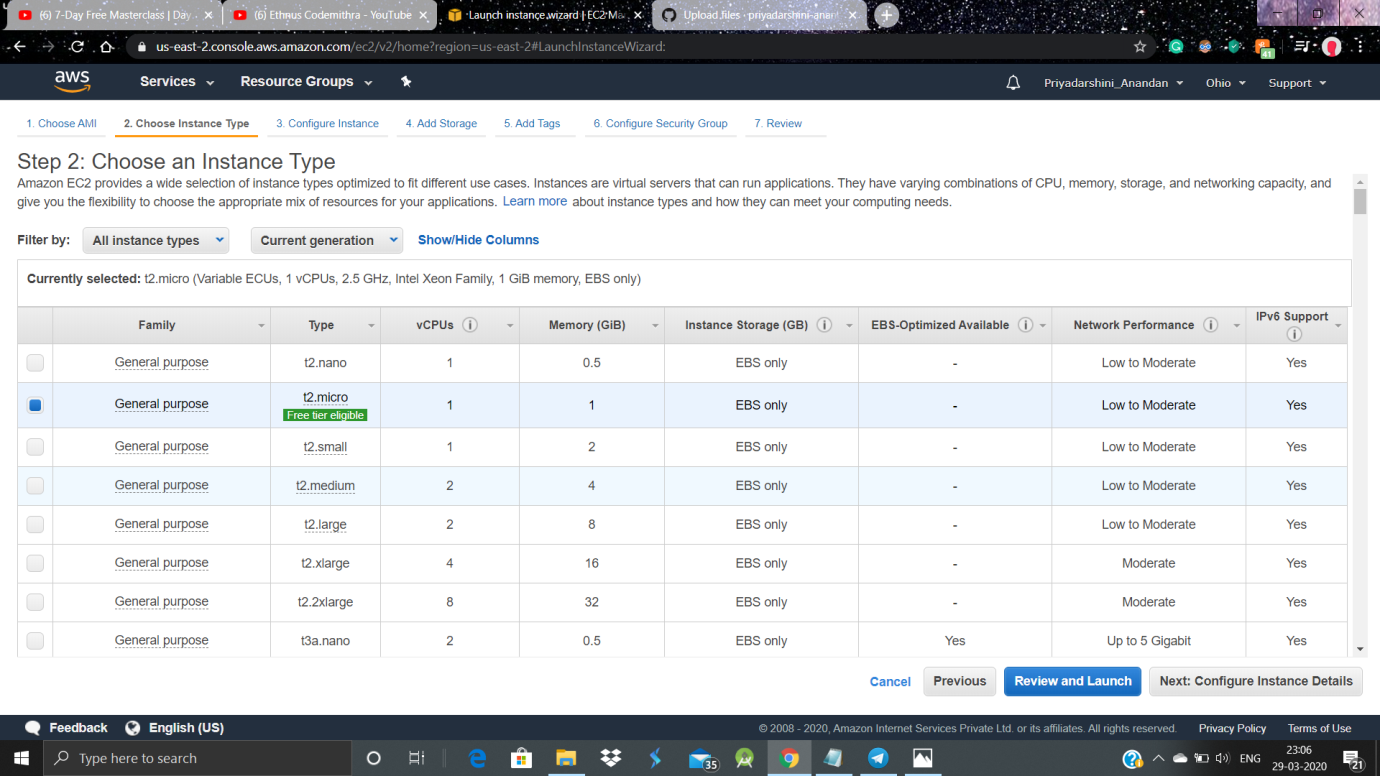 (6) 7-Day Free Masterclass | Day
(6) Ethnus Codemithra - YouTube
Launch instance wizard | EC2 Ma
Upload files · priyadarshini-anant
us-east-2.console.aws.amazon.com/ec2/v2/home?region=us-east-2#LaunchInstanceWizard:
41
aws Services Resource Groups Priyadarshini_Anandan Ohio Support
1. Choose AMI 2. Choose Instance Type 3. Configure Instance 4. Add Storage 5. Add Tags 6. Configure Security Group 7. Review
Step 2: Choose an Instance Type
Amazon EC2 provides a wide selection of instance types optimized to fit different use cases. Instances are virtual servers that can run applications. They have varying combinations of CPU, memory, storage, and networking capacity, and
give you the flexibility to choose the appropriate mix of resources for your applications. Learn more about instance types and how they can meet your computing needs.
Filter by: All instance types Current generation Show/Hide Columns
Currently selected: t2.micro (Variable ECUs, 1 vCPUs, 2.5 GHz, Intel Xeon Family, 1 GiB memory, EBS only)
Family Type vCPUs Memory (GiB) Instance Storage (GB) EBS-Optimized Available Network Performance IPv6 Support
General purpose t2.nano 1 0.5 EBS only - Low to Moderate Yes
General purpose t2.micro Free tier eligible 1 1 EBS only - Low to Moderate Yes
General purpose t2.small 1 2 EBS only - Low to Moderate Yes
General purpose t2.medium 2 4 EBS only - Low to Moderate Yes
General purpose t2.large 2 8 EBS only - Low to Moderate Yes
General purpose t2.xlarge 4 16 EBS only - Moderate Yes
General purpose t2.2xlarge 8 32 EBS only - Moderate Yes
General purpose t3a.nano 2 0.5 EBS only Yes Up to 5 Gigabit Yes
Cancel Previous Review and Launch Next: Configure Instance Details
Feedback English (US) © 2008 - 2020, Amazon Internet Services Private Ltd. or its affiliates. All rights reserved. Privacy Policy Terms of Use
Type here to search 35 ENG 23:06
29-03-2020 21